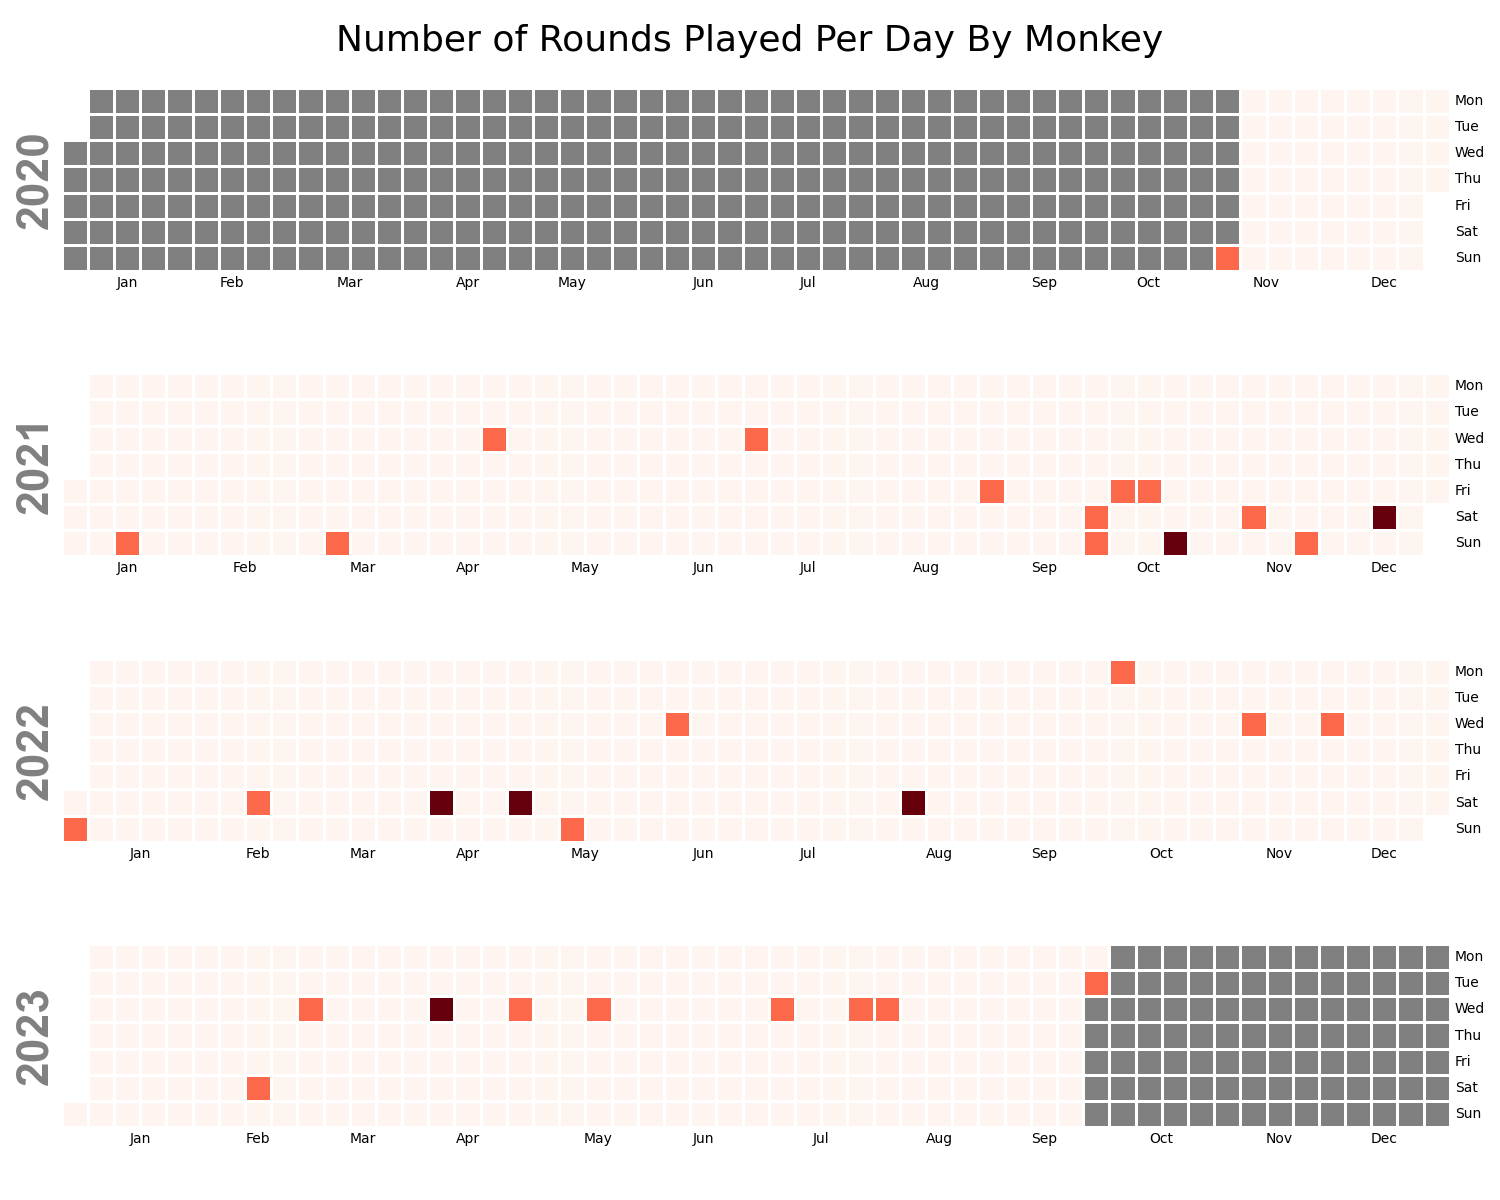 Number of Rounds Played Per Day By Monkey
2020
Mon
Tue
Wed
Thu
Fri
Sat
Sun
Jan Feb Mar Apr May Jun Jul Aug Sep Oct Nov Dec
2021
Mon
Tue
Wed
Thu
Fri
Sat
Sun
Jan Feb Mar Apr May Jun Jul Aug Sep Oct Nov Dec
2022
Mon
Tue
Wed
Thu
Fri
Sat
Sun
Jan Feb Mar Apr May Jun Jul Aug Sep Oct Nov Dec
2023
Mon
Tue
Wed
Thu
Fri
Sat
Sun
Jan Feb Mar Apr May Jun Jul Aug Sep Oct Nov Dec